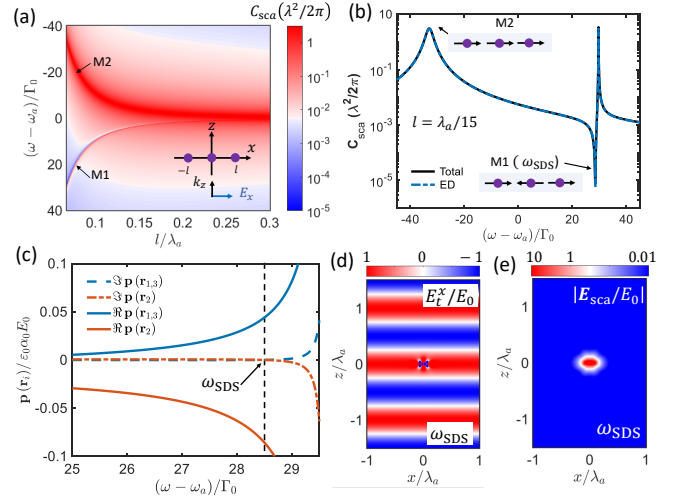 (a)
C_sca(λ²/2π)
-40
-20
0
20
40
(ω − ω_a)/Γ_0
M2
M1
z
x
−l
l
k_z
E_x
0.1
0.15
0.2
0.25
0.3
l/λ_a
10^1
1
10^-1
10^-2
10^-3
10^-4
10^-5
(b)
M2
10^1
10^-1
10^-3
10^-5
C_sca (λ²/2π)
l = λ_a/15
Total
ED
M1 (ω_SDS)
-40
-20
0
20
40
(ω − ω_a)/Γ_0
(c)
0.1
0.05
0
-0.05
-0.1
p(r_i)/ε_0α_0E_0
ℑ p (r_1,3)
ℑ p (r_2)
ℜ p (r_1,3)
ℜ p (r_2)
ω_SDS
25
26
27
28
29
(ω − ω_a)/Γ_0
(d)
1
0
−1
E_t^x/E_0
1
0
-1
z/λ_a
ω_SDS
-1
0
1
x/λ_a
(e)
10
1
0.01
|E_sca/E_0|
1
0
-1
z/λ_a
ω_SDS
-1
0
1
x/λ_a